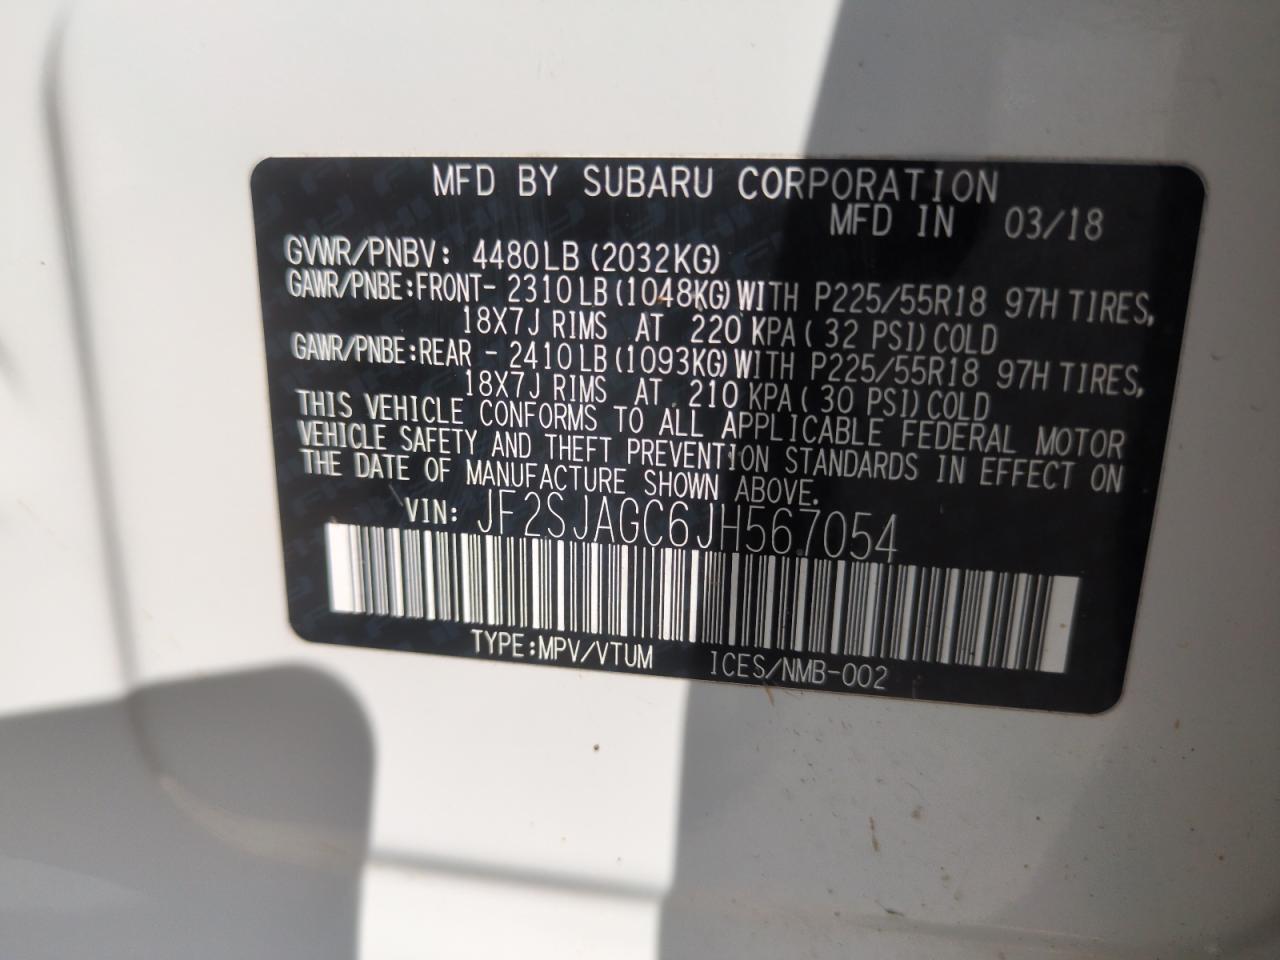 MFD BY SUBARU CORPORATION
MFD IN 03/18
GVWR/PNBV: 4480LB (2032KG)
GAWR/PNBE:FRONT- 2310LB(1048KG)WITH P225/55R18 97H TIRES,
18X7J RIMS AT 220 KPA( 32 PSI)COLD
GAWR/PNBE:REAR - 2410LB(1093KG)WITH P225/55R18 97H TIRES,
18X7J RIMS AT 210 KPA( 30 PSI)COLD
THIS VEHICLE CONFORMS TO ALL APPLICABLE FEDERAL MOTOR
VEHICLE SAFETY AND THEFT PREVENTION STANDARDS IN EFFECT ON
THE DATE OF MANUFACTURE SHOWN ABOVE.
VIN: JF2SJAGC6JH567054
TYPE:MPV/VTUM ICES/NMB-002